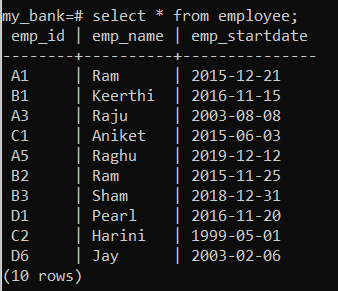 my_bank=# select * from employee;
 emp_id | emp_name | emp_startdate
--------+----------+---------------
 A1     | Ram      | 2015-12-21
 B1     | Keerthi  | 2016-11-15
 A3     | Raju     | 2003-08-08
 C1     | Aniket   | 2015-06-03
 A5     | Raghu    | 2019-12-12
 B2     | Ram      | 2015-11-25
 B3     | Sham     | 2018-12-31
 D1     | Pearl    | 2016-11-20
 C2     | Harini   | 1999-05-01
 D6     | Jay      | 2003-02-06
(10 rows)